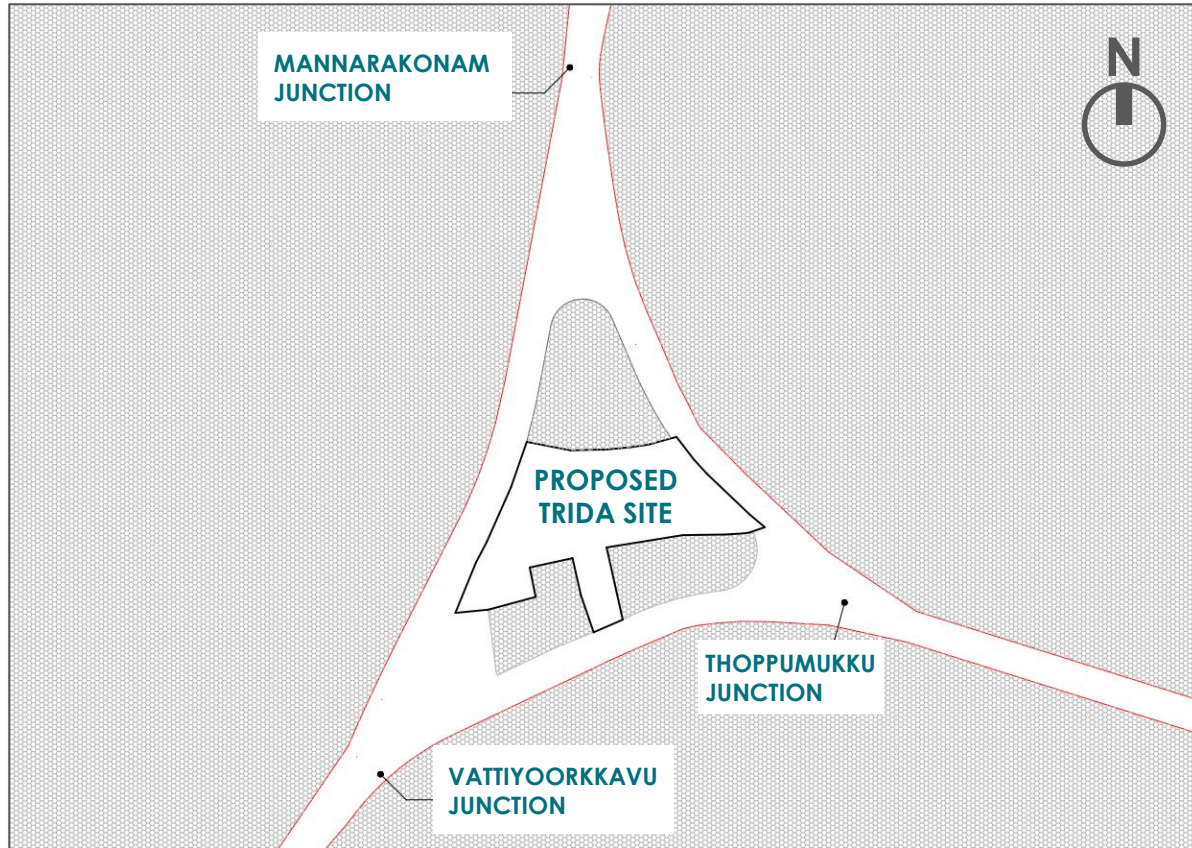 MANNARAKONAM
JUNCTION
N
PROPOSED
TRIDA SITE
THOPPUMUKKU
JUNCTION
VATTIYOORKKAVU
JUNCTION